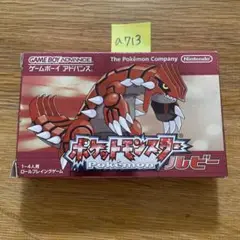 a713
GAME BOY ADVANCE
ゲームボーイ アドバンス
The Pokémon Company
Nintendo
ポケットモンスター
Pokémon
ルビー
1~4人用
ロールプレイングゲーム